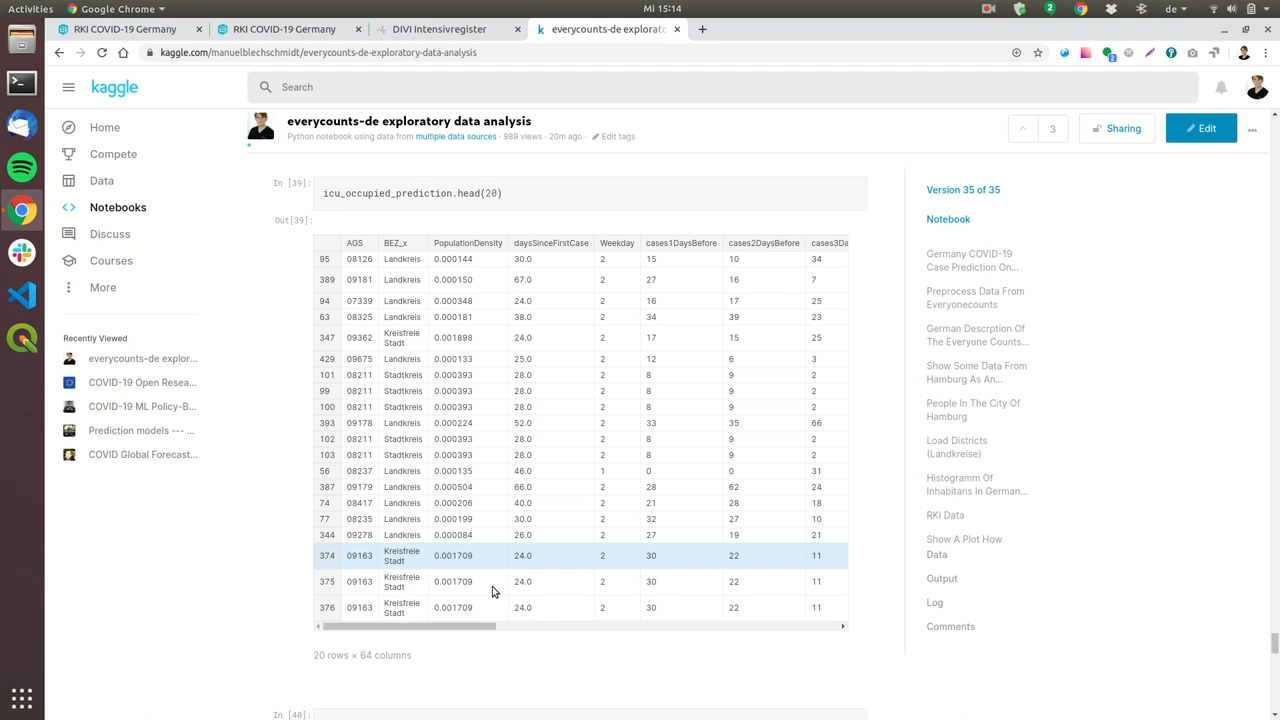 Activities
Google Chrome
Mi 15:14
2
de
RKI COVID-19 Germany
RKI COVID-19 Germany
DIVI Intensivregister
k everycounts-de explorato
kaggle.com/manuelblechschmidt/everycounts-de-exploratory-data-analysis
2
kaggle
Search
everycounts-de exploratory data analysis
Python notebook using data from multiple data sources · 989 views · 20m ago · Edit tags
3
Sharing
Edit
Home
Compete
Data
Notebooks
Discuss
Courses
More
Recently Viewed
everycounts-de explor...
COVID-19 Open Resea...
COVID-19 ML Policy-B...
Prediction models --- ...
COVID Global Forecast...
In [39]:
icu_occupied_prediction.head(20)
Out[39]:
AGS BEZ_x PopulationDensity daysSinceFirstCase Weekday cases1DaysBefore cases2DaysBefore cases3Da
95 08126 Landkreis 0.000144 30.0 2 15 10 34
389 09181 Landkreis 0.000150 67.0 2 27 16 7
94 07339 Landkreis 0.000348 24.0 2 16 17 25
63 08325 Landkreis 0.000181 38.0 2 34 39 23
347 09362 Kreisfreie Stadt 0.001898 24.0 2 17 15 25
429 09675 Landkreis 0.000133 25.0 2 12 6 3
101 08211 Stadtkreis 0.000393 28.0 2 8 9 2
99 08211 Stadtkreis 0.000393 28.0 2 8 9 2
100 08211 Stadtkreis 0.000393 28.0 2 8 9 2
393 09178 Landkreis 0.000224 52.0 2 33 35 66
102 08211 Stadtkreis 0.000393 28.0 2 8 9 2
103 08211 Stadtkreis 0.000393 28.0 2 8 9 2
56 08237 Landkreis 0.000135 46.0 1 0 0 31
387 09179 Landkreis 0.000504 66.0 2 28 62 24
74 08417 Landkreis 0.000206 40.0 2 21 28 18
77 08235 Landkreis 0.000199 30.0 2 32 27 10
344 09278 Landkreis 0.000084 26.0 2 27 19 21
374 09163 Kreisfreie Stadt 0.001709 24.0 2 30 22 11
375 09163 Kreisfreie Stadt 0.001709 24.0 2 30 22 11
376 09163 Kreisfreie Stadt 0.001709 24.0 2 30 22 11
20 rows × 64 columns
In [40]:
Version 35 of 35
Notebook
Germany COVID-19
Case Prediction On...
Preprocess Data From
Everyonecounts
German Descrption Of
The Everyone Counts...
Show Some Data From
Hamburg As An...
People In The City Of
Hamburg
Load Districts
(Landkreise)
Histogramm Of
Inhabitans In German...
RKI Data
Show A Plot How
Data
Output
Log
Comments